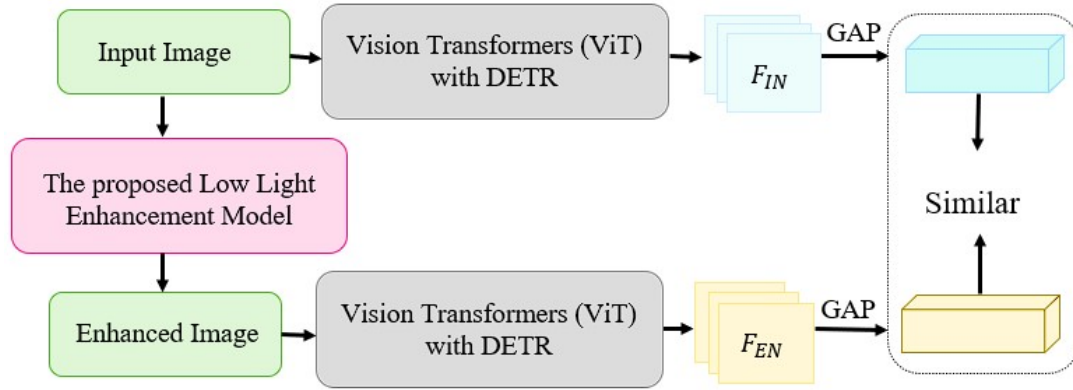 Input Image
Vision Transformers (ViT)
with DETR
F_IN
GAP
The proposed Low Light
Enhancement Model
Similar
Enhanced Image
Vision Transformers (ViT)
with DETR
F_EN
GAP